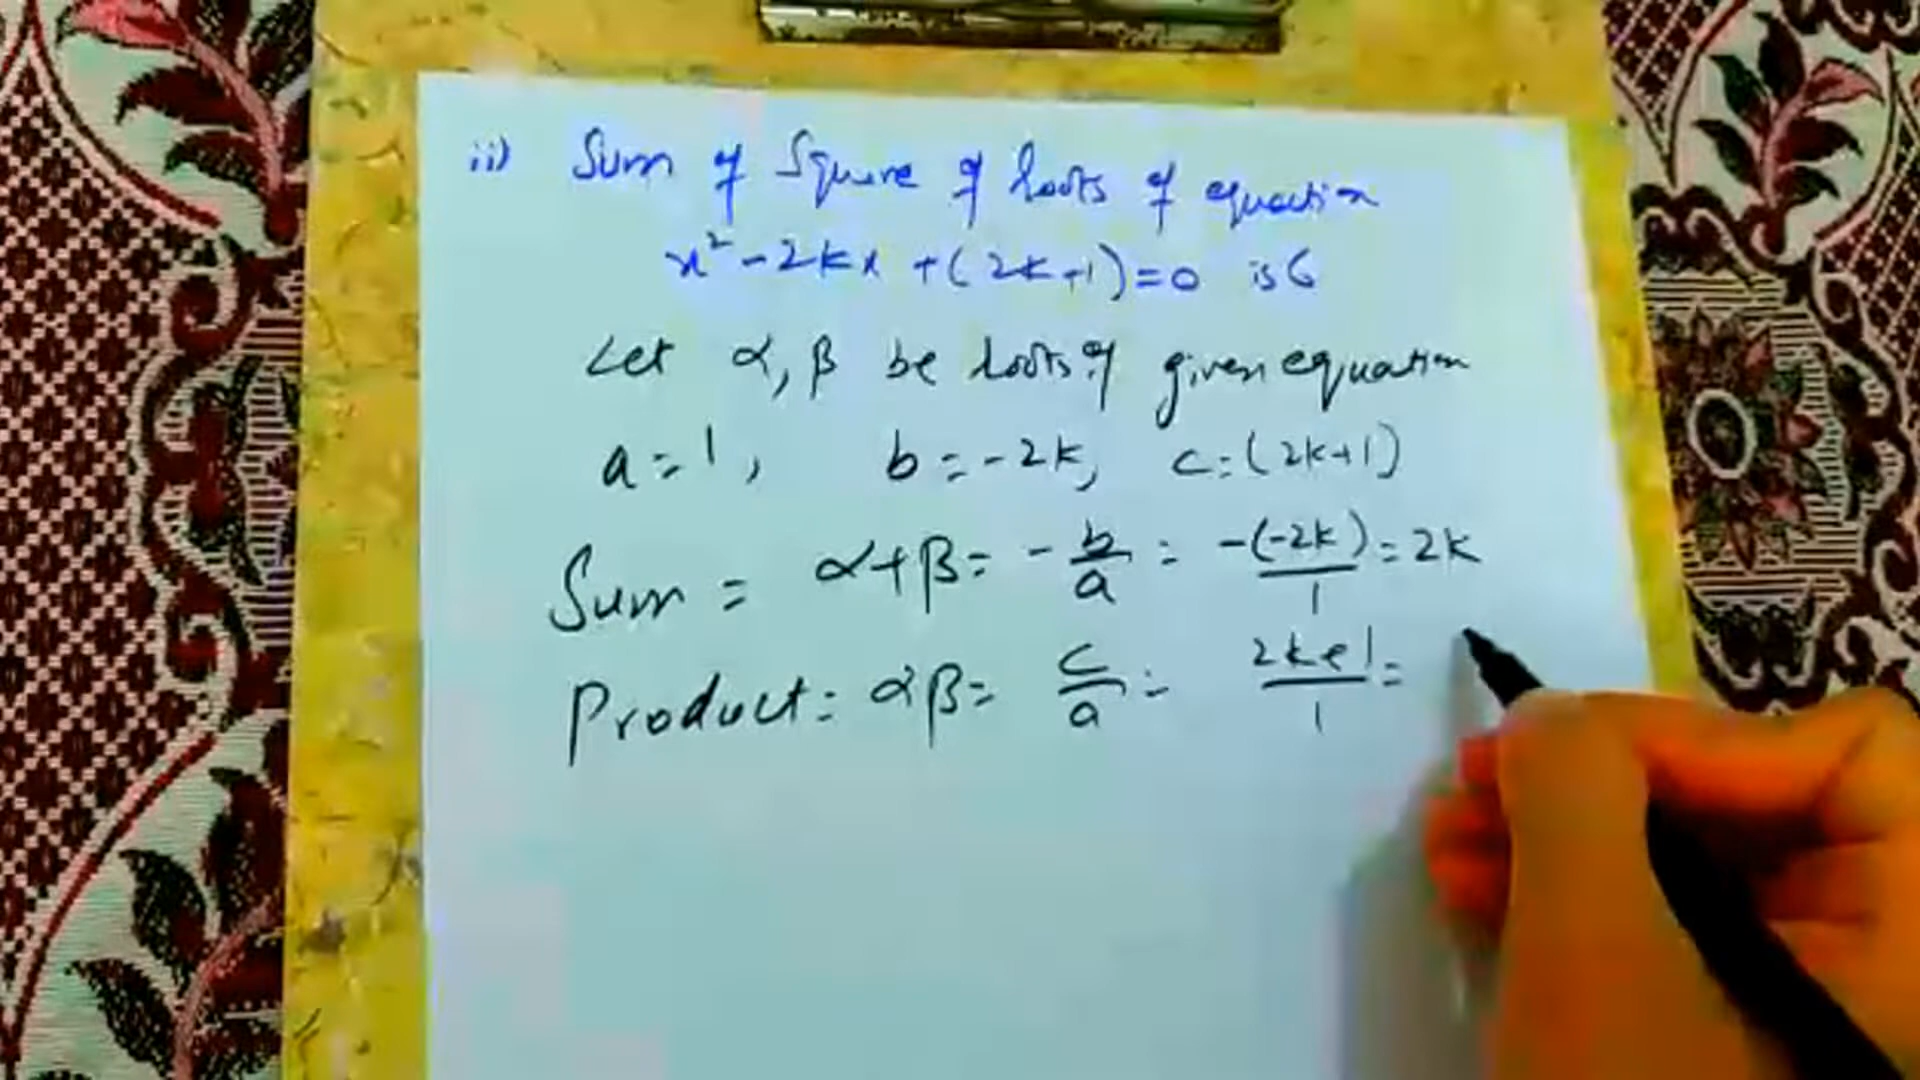 ii) Sum of Square of Roots of equation
x² - 2kx + (2k+1) = 0 is 6
Let α, β be Roots of given equation
a = 1, b = -2k, c = (2k+1)
Sum = α+β = - b/a = -(-2k)/1 = 2k
Product = αβ = c/a = 2k+1/1 =